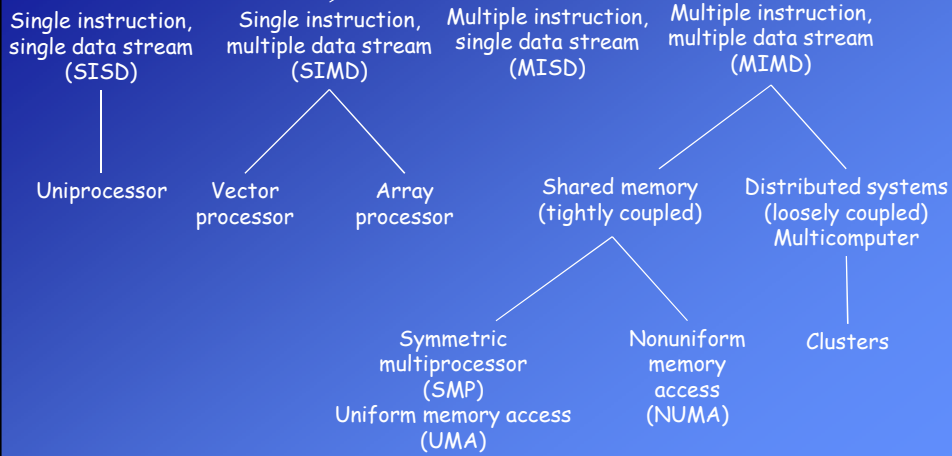 Single instruction,
single data stream
(SISD)
Single instruction,
multiple data stream
(SIMD)
Multiple instruction,
single data stream
(MISD)
Multiple instruction,
multiple data stream
(MIMD)
Uniprocessor
Vector
processor
Array
processor
Shared memory
(tightly coupled)
Distributed systems
(loosely coupled)
Multicomputer
Symmetric
multiprocessor
(SMP)
Uniform memory access
(UMA)
Nonuniform
memory
access
(NUMA)
Clusters